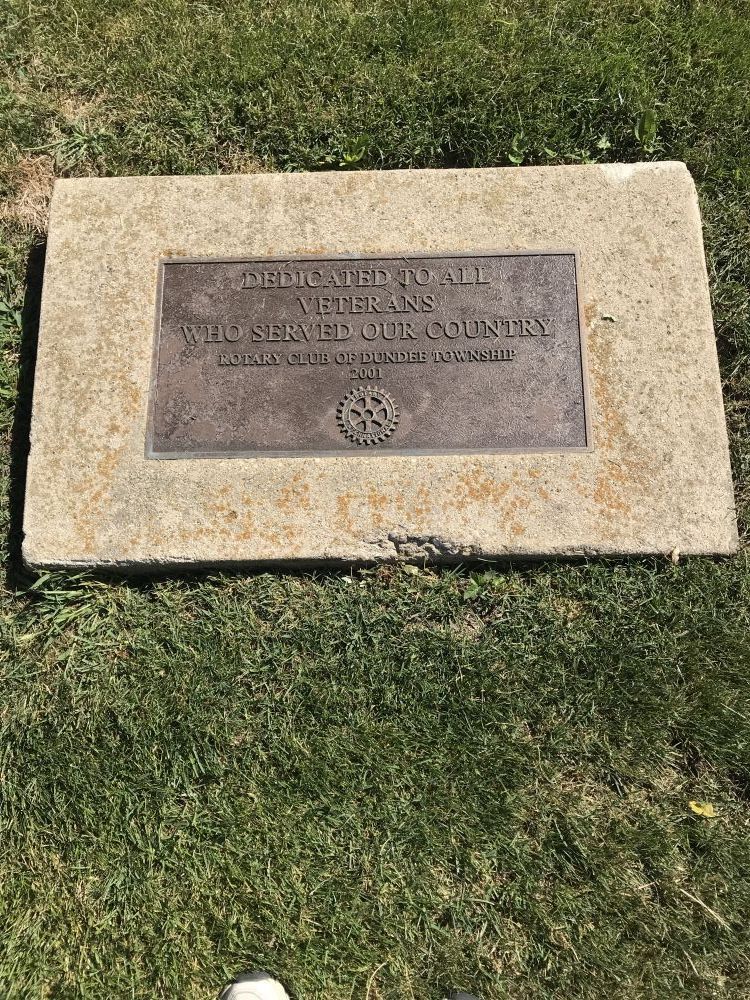 DEDICATED TO ALL
VETERANS
WHO SERVED OUR COUNTRY
ROTARY CLUB OF DUNDEE TOWNSHIP
2001